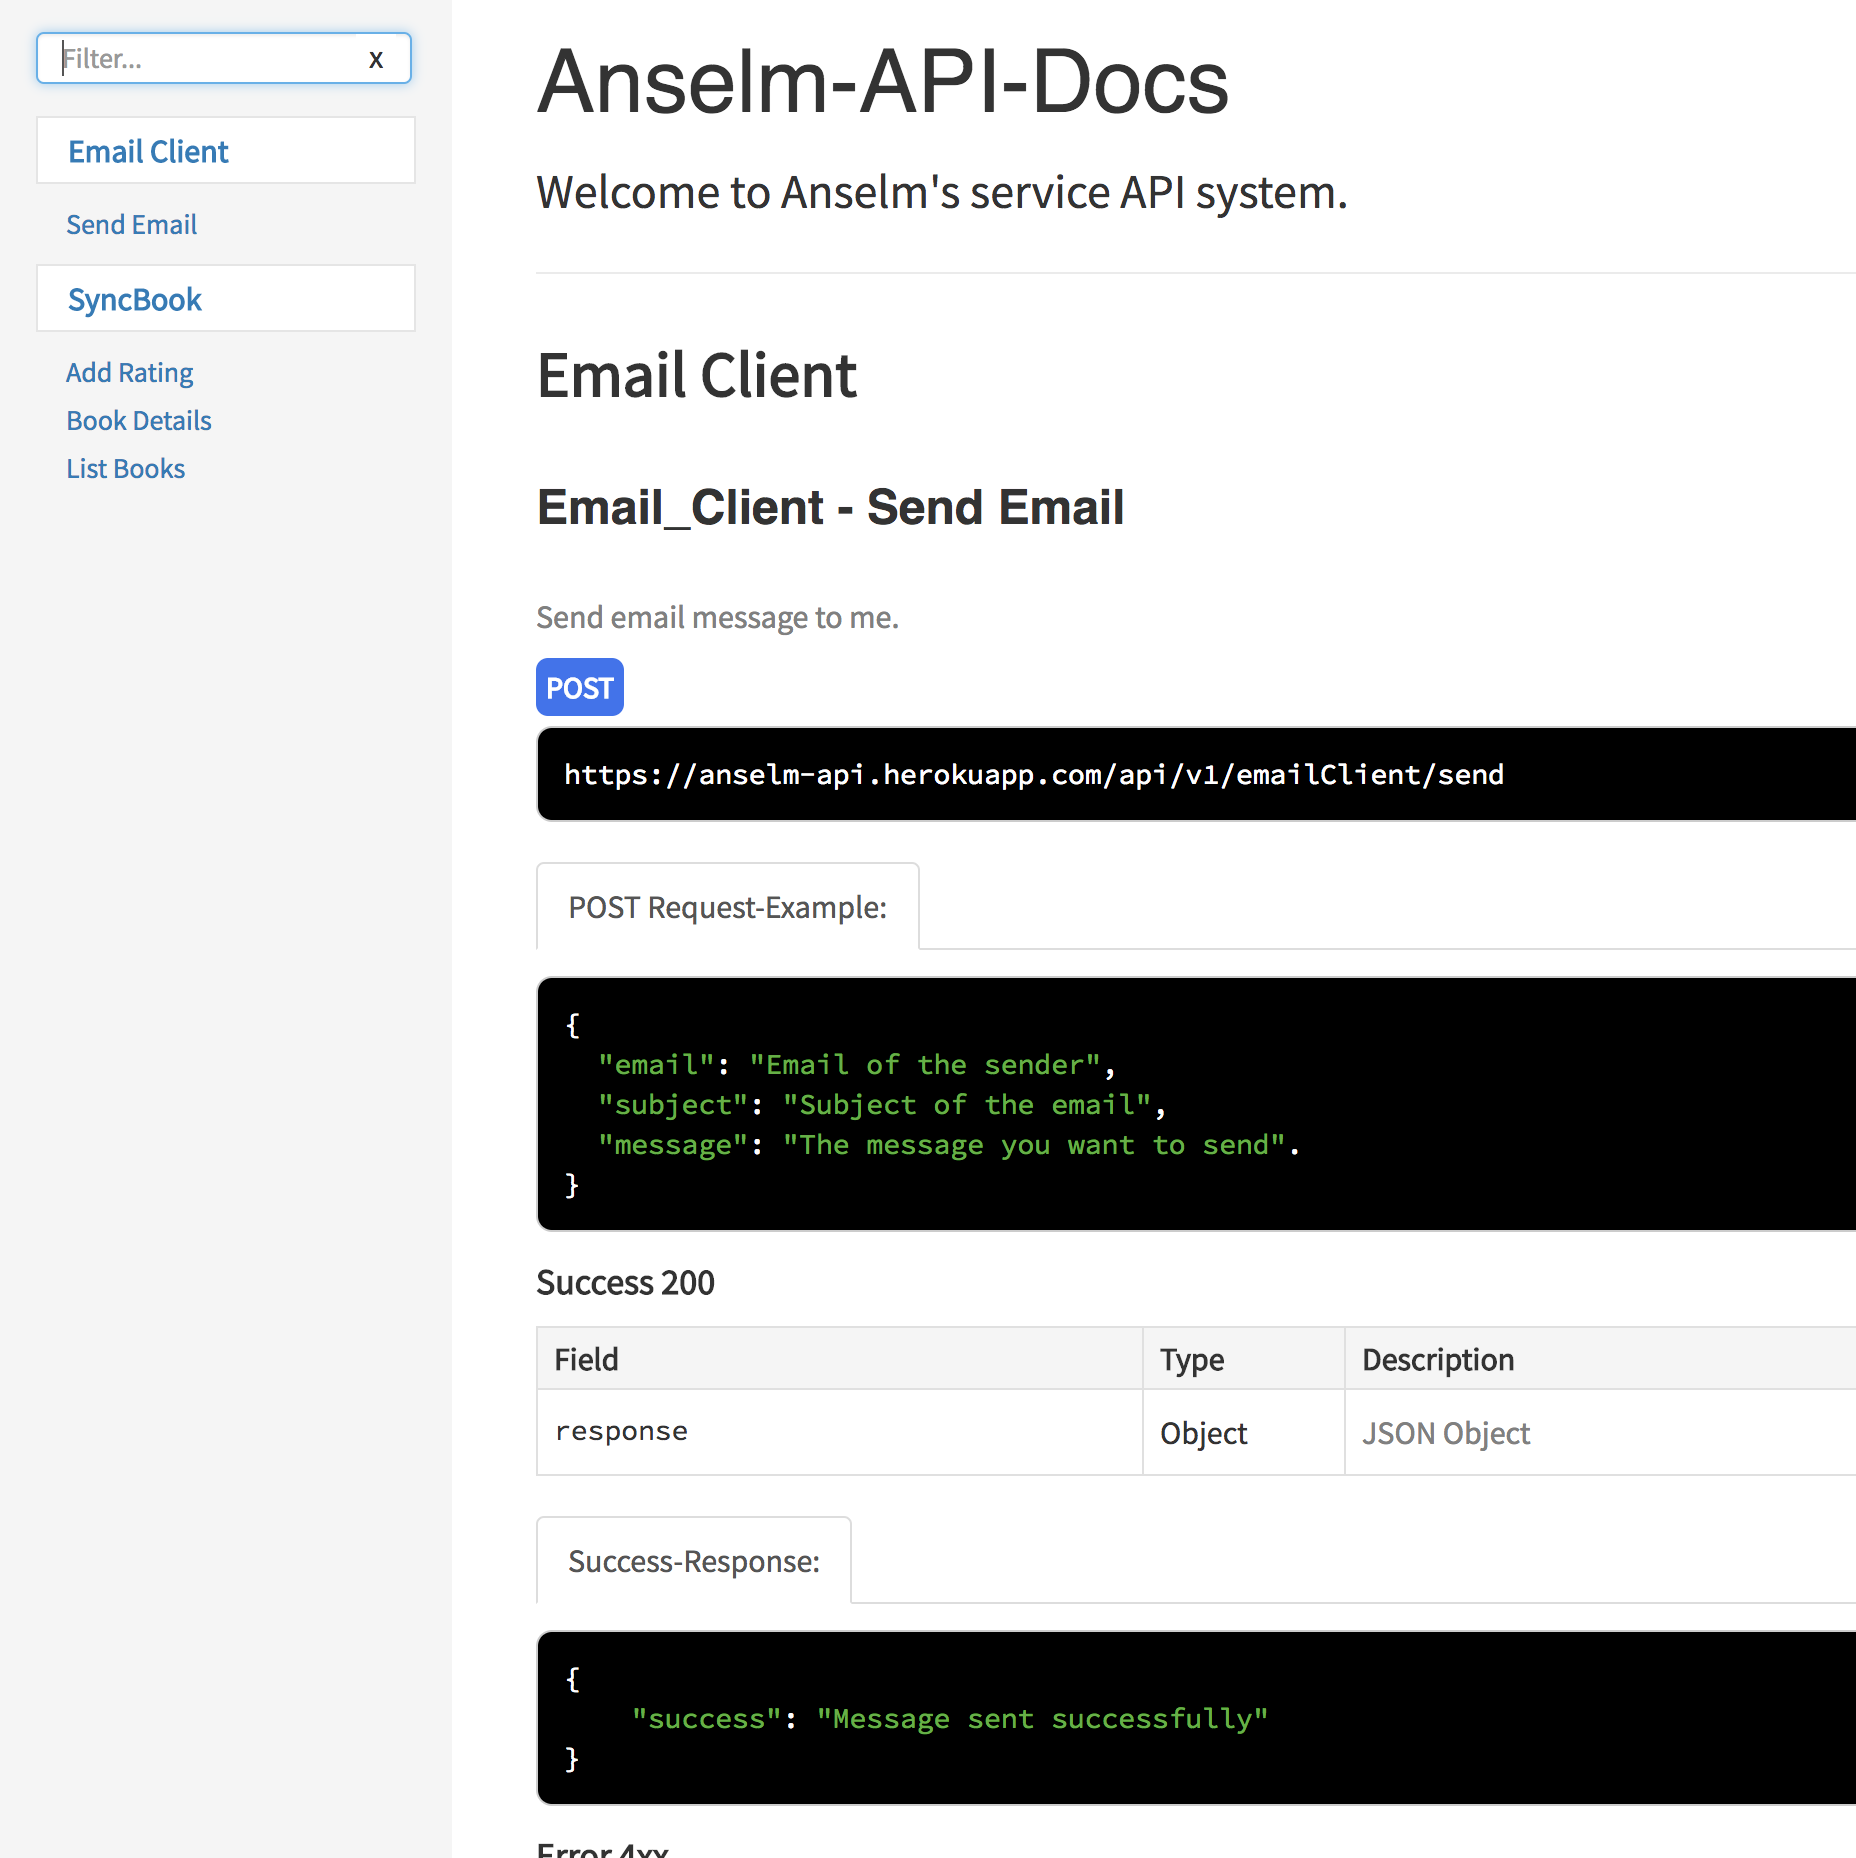 Filter...
x
Email Client
Send Email
SyncBook
Add Rating
Book Details
List Books
Anselm-API-Docs
Welcome to Anselm's service API system.
Email Client
Email_Client - Send Email
Send email message to me.
POST
https://anselm-api.herokuapp.com/api/v1/emailClient/send
POST Request-Example:
{
  "email": "Email of the sender",
  "subject": "Subject of the email",
  "message": "The message you want to send".
}
Success 200
Field Type Description
response Object JSON Object
Success-Response:
{
    "success": "Message sent successfully"
}
Error 4xx